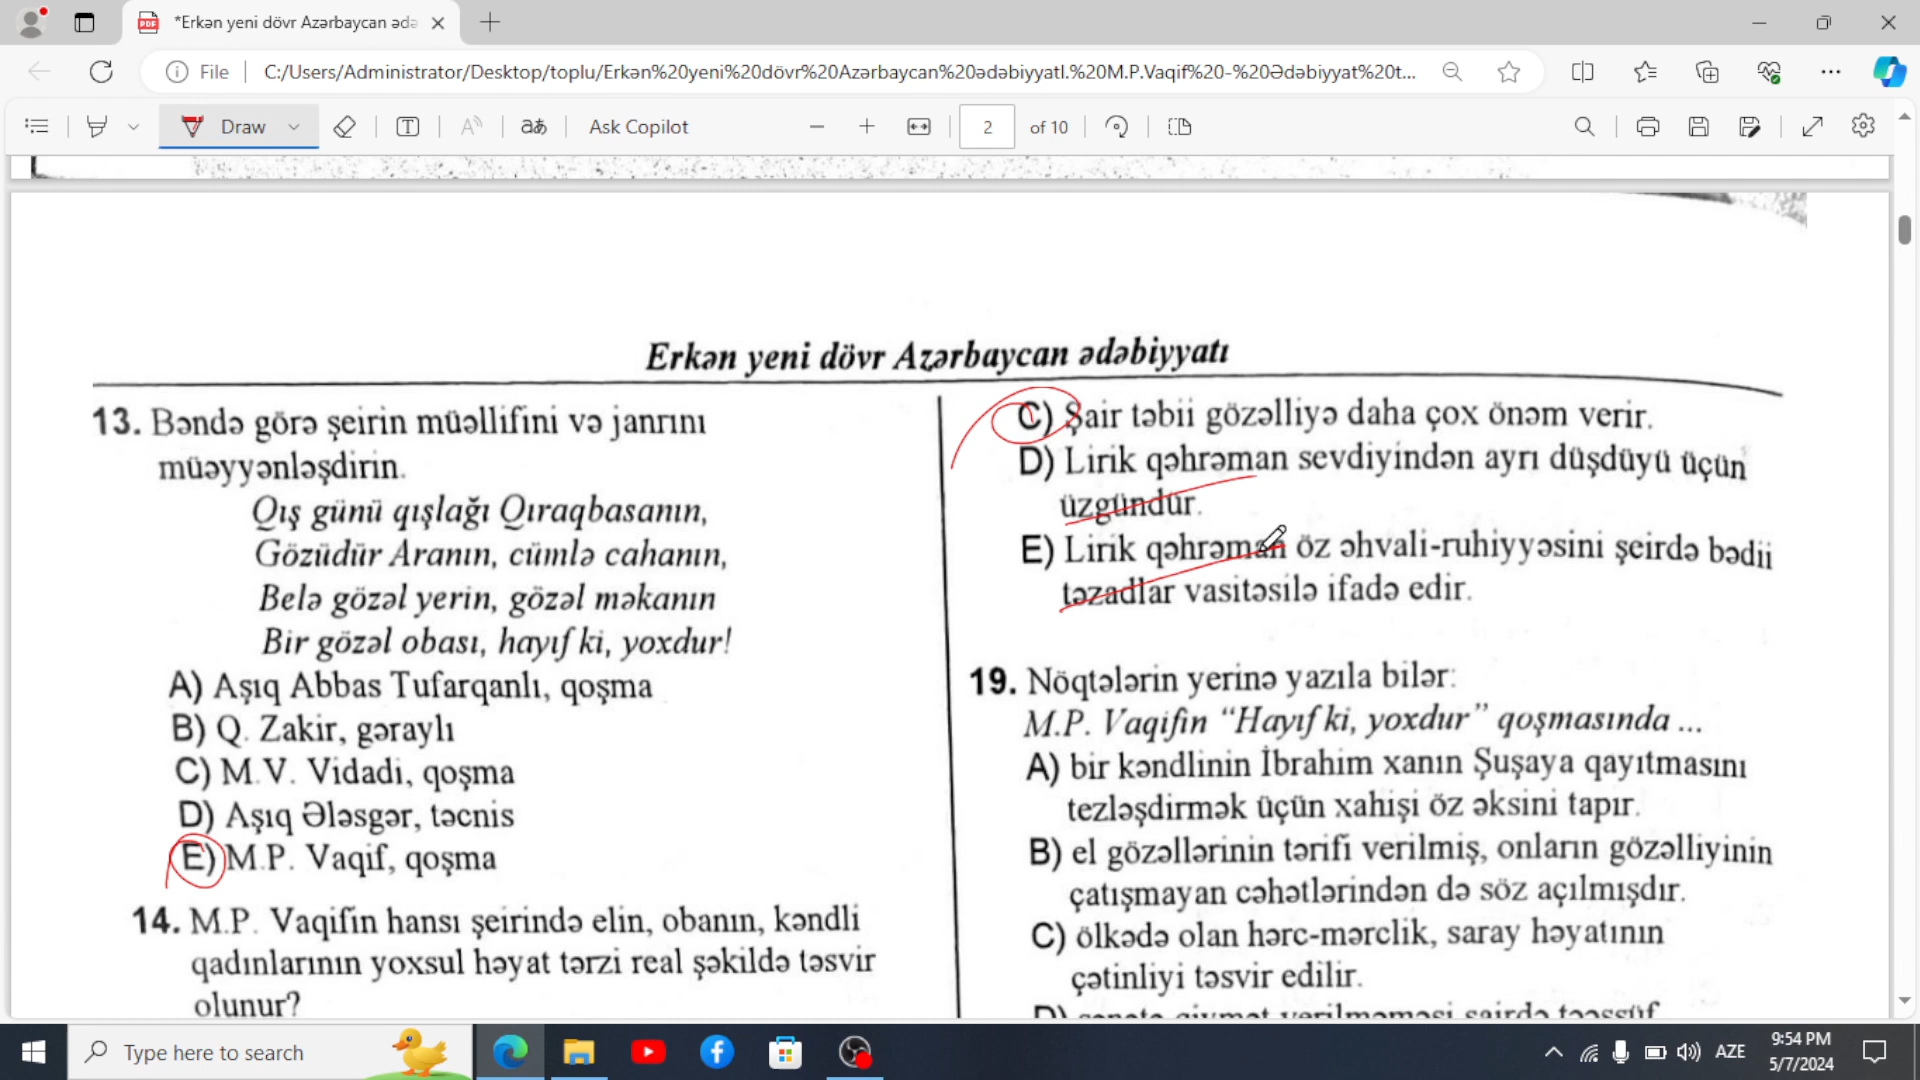 *Erkən yeni dövr Azərbaycan əda
File
C:/Users/Administrator/Desktop/toplu/Erkən%20yeni%20dövr%20Azərbaycan%20ədəbiyyatI.%20M.P.Vaqif%20-%20Ədəbiyyat%20t...
Draw
Ask Copilot
2
of 10
Erkən yeni dövr Azərbaycan ədəbiyyatı
13. Bəndə görə şeirin müəllifini və janrını
müəyyənləşdirin.
Qış günü qışlağı Qıraqbasanın,
Gözüdür Aranın, cümlə cahanın,
Belə gözəl yerin, gözəl məkanın
Bir gözəl obası, hayıf ki, yoxdur!
A) Aşıq Abbas Tufarqanlı, qoşma
B) Q. Zakir, gəraylı
C) M.V. Vidadi, qoşma
D) Aşıq Ələsgər, təcnis
E) M.P. Vaqif, qoşma
14. M.P. Vaqifin hansı şeirində elin, obanın, kəndli
qadınlarının yoxsul həyat tərzi real şəkildə təsvir
olunur?
C) Şair təbii gözəlliyə daha çox önəm verir.
D) Lirik qəhrəman sevdiyindən ayrı düşdüyü üçün
üzgündür.
E) Lirik qəhrəman öz əhvali-ruhiyyəsini şeirdə bədii
təzadlar vasitəsilə ifadə edir.
19. Nöqtələrin yerinə yazıla bilər:
M.P. Vaqifin “Hayıf ki, yoxdur” qoşmasında ...
A) bir kəndlinin İbrahim xanın Şuşaya qayıtmasını
tezləşdirmək üçün xahişi öz əksini tapır.
B) el gözəllərinin tərifi verilmiş, onların gözəlliyinin
çatışmayan cəhətlərindən də söz açılmışdır.
C) ölkədə olan hərc-mərclik, saray həyatının
çətinliyi təsvir edilir.
Type here to search
AZE
9:54 PM
5/7/2024